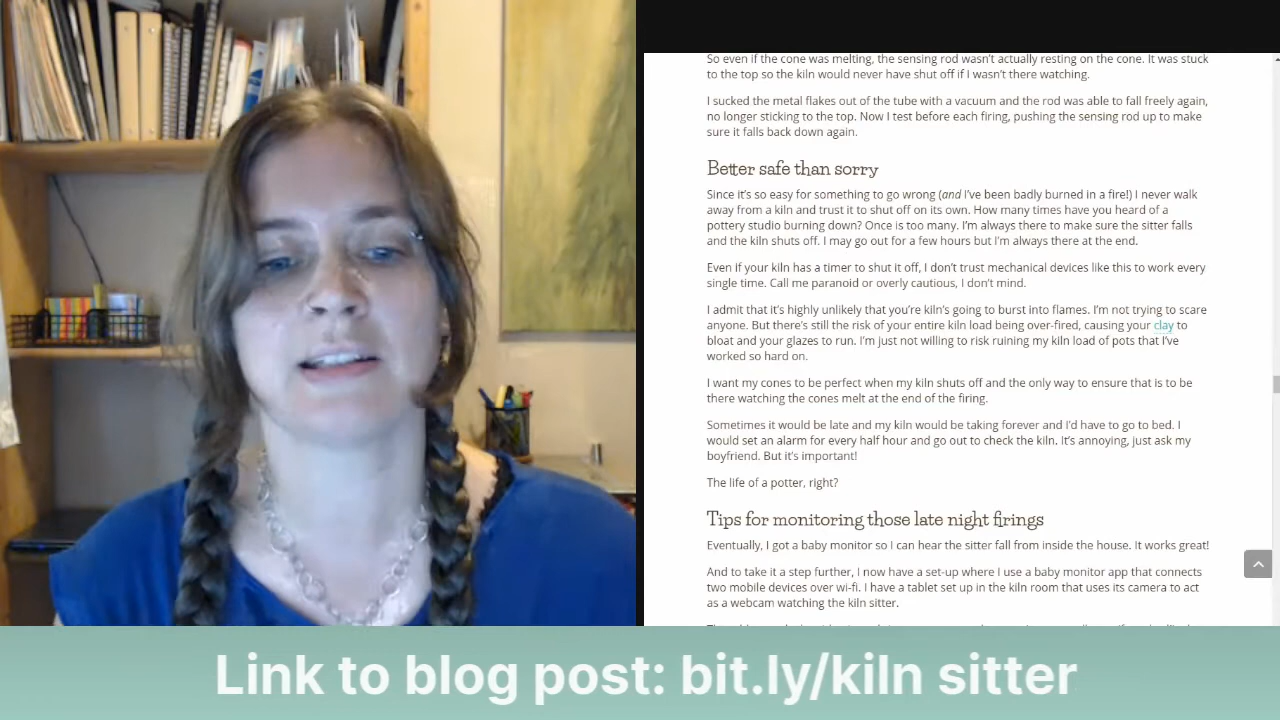 So even if the cone was melting, the sensing rod wasn't actually resting on the cone. It was stuck
to the top so the kiln would never have shut off if I wasn't there watching.
I sucked the metal flakes out of the tube with a vacuum and the rod was able to fall freely again,
no longer sticking to the top. Now I test before each firing, pushing the sensing rod up to make
sure it falls back down again.
Better safe than sorry
Since it's so easy for something to go wrong (and I've been badly burned in a fire!) I never walk
away from a kiln and trust it to shut off on its own. How many times have you heard of a
pottery studio burning down? Once is too many. I'm always there to make sure the sitter falls
and the kiln shuts off. I may go out for a few hours but I'm always there at the end.
Even if your kiln has a timer to shut it off, I don't trust mechanical devices like this to work every
single time. Call me paranoid or overly cautious, I don't mind.
I admit that it's highly unlikely that you're kiln's going to burst into flames. I'm not trying to scare
anyone. But there's still the risk of your entire kiln load being over-fired, causing your clay to
bloat and your glazes to run. I'm just not willing to risk ruining my kiln load of pots that I've
worked so hard on.
I want my cones to be perfect when my kiln shuts off and the only way to ensure that is to be
there watching the cones melt at the end of the firing.
Sometimes it would be late and my kiln would be taking forever and I'd have to go to bed. I
would set an alarm for every half hour and go out to check the kiln. It's annoying, just ask my
boyfriend. But it's important!
The life of a potter, right?
Tips for monitoring those late night firings
Eventually, I got a baby monitor so I can hear the sitter fall from inside the house. It works great!
And to take it a step further, I now have a set-up where I use a baby monitor app that connects
two mobile devices over wi-fi. I have a tablet set up in the kiln room that uses its camera to act
as a webcam watching the kiln sitter.
Link to blog post: bit.ly/kiln sitter